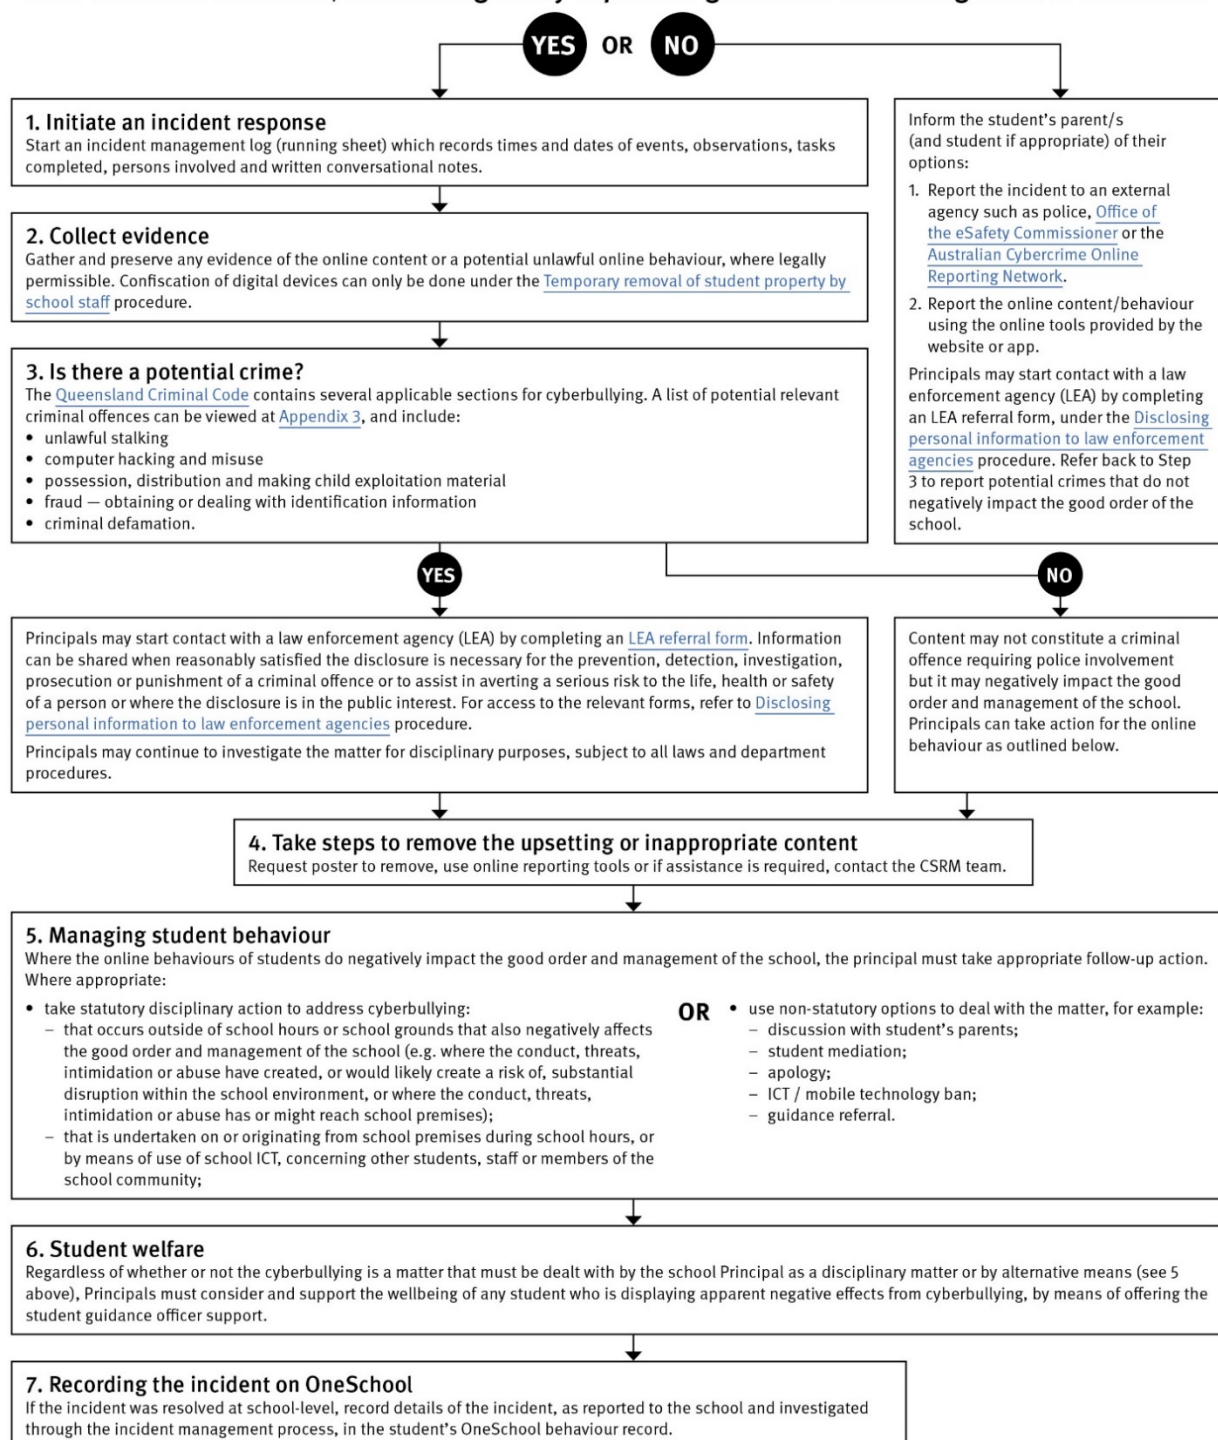 YES OR NO
1. Initiate an incident response
Start an incident management log (running sheet) which records times and dates of events, observations, tasks
completed, persons involved and written conversational notes.
2. Collect evidence
Gather and preserve any evidence of the online content or a potential unlawful online behaviour, where legally
permissible. Confiscation of digital devices can only be done under the Temporary removal of student property by
school staff procedure.
3. Is there a potential crime?
The Queensland Criminal Code contains several applicable sections for cyberbullying. A list of potential relevant
criminal offences can be viewed at Appendix 3, and include:
• unlawful stalking
• computer hacking and misuse
• possession, distribution and making child exploitation material
• fraud — obtaining or dealing with identification information
• criminal defamation.
Inform the student's parent/s
(and student if appropriate) of their
options:
1. Report the incident to an external
agency such as police, Office of
the eSafety Commissioner or the
Australian Cybercrime Online
Reporting Network.
2. Report the online content/behaviour
using the online tools provided by the
website or app.
Principals may start contact with a law
enforcement agency (LEA) by completing
an LEA referral form, under the Disclosing
personal information to law enforcement
agencies procedure. Refer back to Step
3 to report potential crimes that do not
negatively impact the good order of the
school.
YES
NO
Principals may start contact with a law enforcement agency (LEA) by completing an LEA referral form. Information
can be shared when reasonably satisfied the disclosure is necessary for the prevention, detection, investigation,
prosecution or punishment of a criminal offence or to assist in averting a serious risk to the life, health or safety
of a person or where the disclosure is in the public interest. For access to the relevant forms, refer to Disclosing
personal information to law enforcement agencies procedure.
Principals may continue to investigate the matter for disciplinary purposes, subject to all laws and department
procedures.
Content may not constitute a criminal
offence requiring police involvement
but it may negatively impact the good
order and management of the school.
Principals can take action for the online
behaviour as outlined below.
4. Take steps to remove the upsetting or inappropriate content
Request poster to remove, use online reporting tools or if assistance is required, contact the CSRM team.
5. Managing student behaviour
Where the online behaviours of students do negatively impact the good order and management of the school, the principal must take appropriate follow-up action.
Where appropriate:
• take statutory disciplinary action to address cyberbullying:
– that occurs outside of school hours or school grounds that also negatively affects
the good order and management of the school (e.g. where the conduct, threats,
intimidation or abuse have created, or would likely create a risk of, substantial
disruption within the school environment, or where the conduct, threats,
intimidation or abuse has or might reach school premises);
– that is undertaken on or originating from school premises during school hours, or
by means of use of school ICT, concerning other students, staff or members of the
school community;
OR
• use non-statutory options to deal with the matter, for example:
– discussion with student's parents;
– student mediation;
– apology;
– ICT / mobile technology ban;
– guidance referral.
6. Student welfare
Regardless of whether or not the cyberbullying is a matter that must be dealt with by the school Principal as a disciplinary matter or by alternative means (see 5
above), Principals must consider and support the wellbeing of any student who is displaying apparent negative effects from cyberbullying, by means of offering the
student guidance officer support.
7. Recording the incident on OneSchool
If the incident was resolved at school-level, record details of the incident, as reported to the school and investigated
through the incident management process, in the student's OneSchool behaviour record.